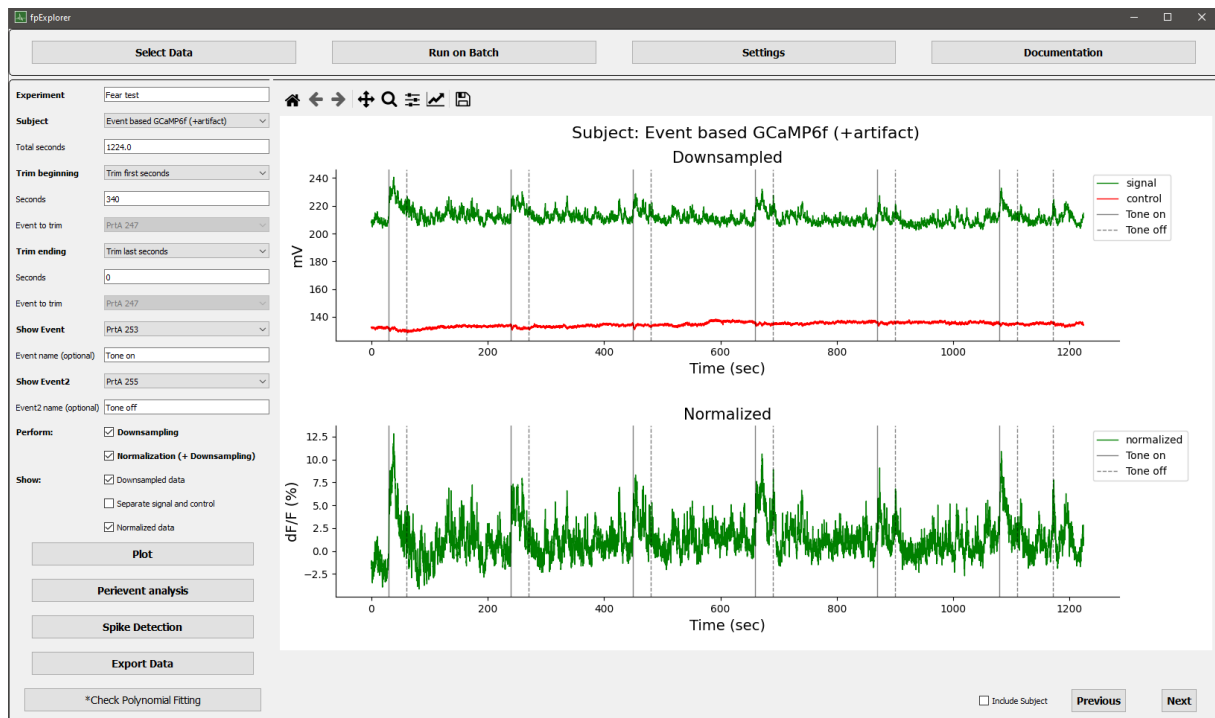 fpExplorer
Select Data
Run on Batch
Settings
Documentation
Experiment
Fear test
Subject
Event based GCaMP6f (+artifact)
Total seconds
1224.0
Trim beginning
Trim first seconds
Seconds
340
Event to trim
PrtA 247
Trim ending
Trim last seconds
Seconds
0
Event to trim
PrtA 247
Show Event
PrtA 253
Event name (optional)
Tone on
Show Event2
PrtA 255
Event2 name (optional)
Tone off
Perform:
Downsampling
Normalization (+ Downsampling)
Show:
Downsampled data
Separate signal and control
Normalized data
Plot
Perievent analysis
Spike Detection
Export Data
*Check Polynomial Fitting
Subject: Event based GCaMP6f (+artifact)
Downsampled
240
220
200
180
160
140
mV
0 200 400 600 800 1000 1200
Time (sec)
signal
control
Tone on
Tone off
Normalized
12.5
10.0
7.5
5.0
2.5
0.0
−2.5
dF/F (%)
0 200 400 600 800 1000 1200
Time (sec)
normalized
Tone on
Tone off
Include Subject
Previous
Next